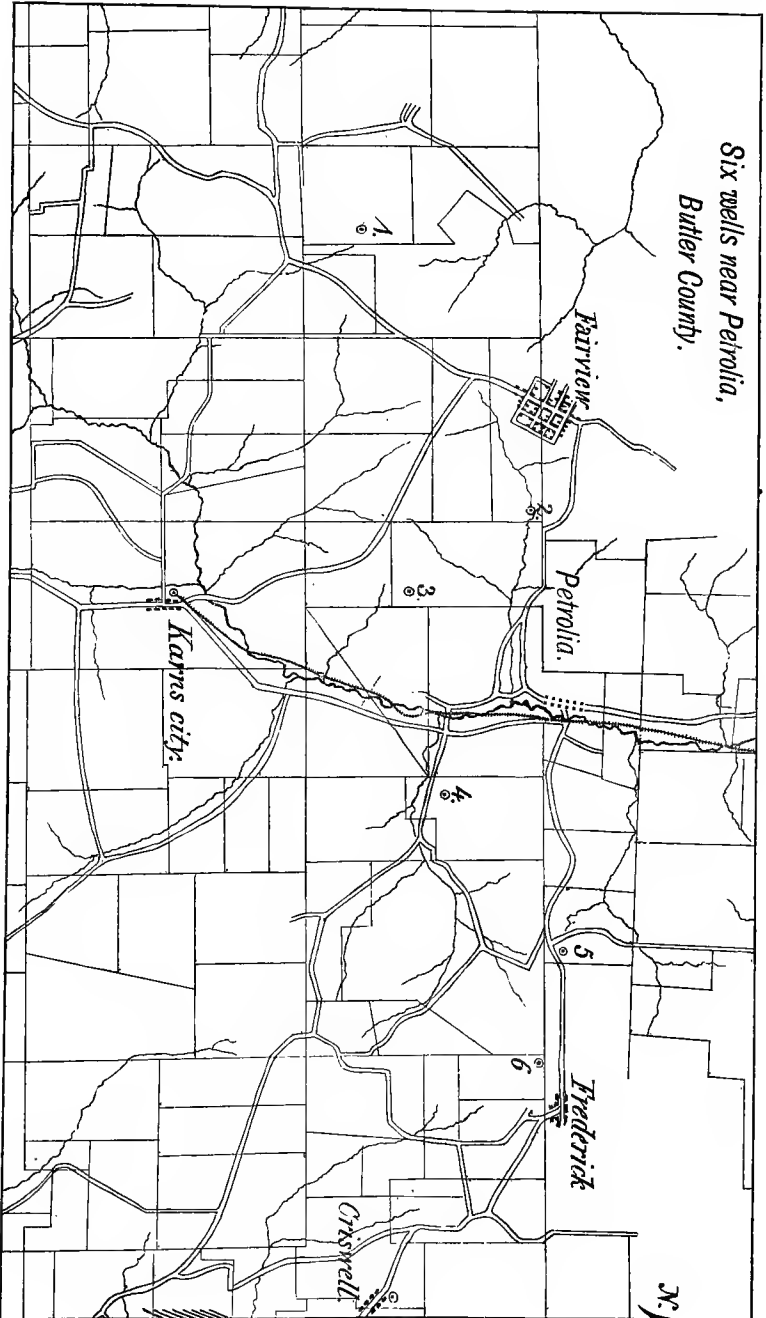 Six wells near Petrolia,
Butler County.
Fairview
1.
2.
Petrolia.
3.
Karns city.
4.
5
6
Frederick
Criswell.
N.